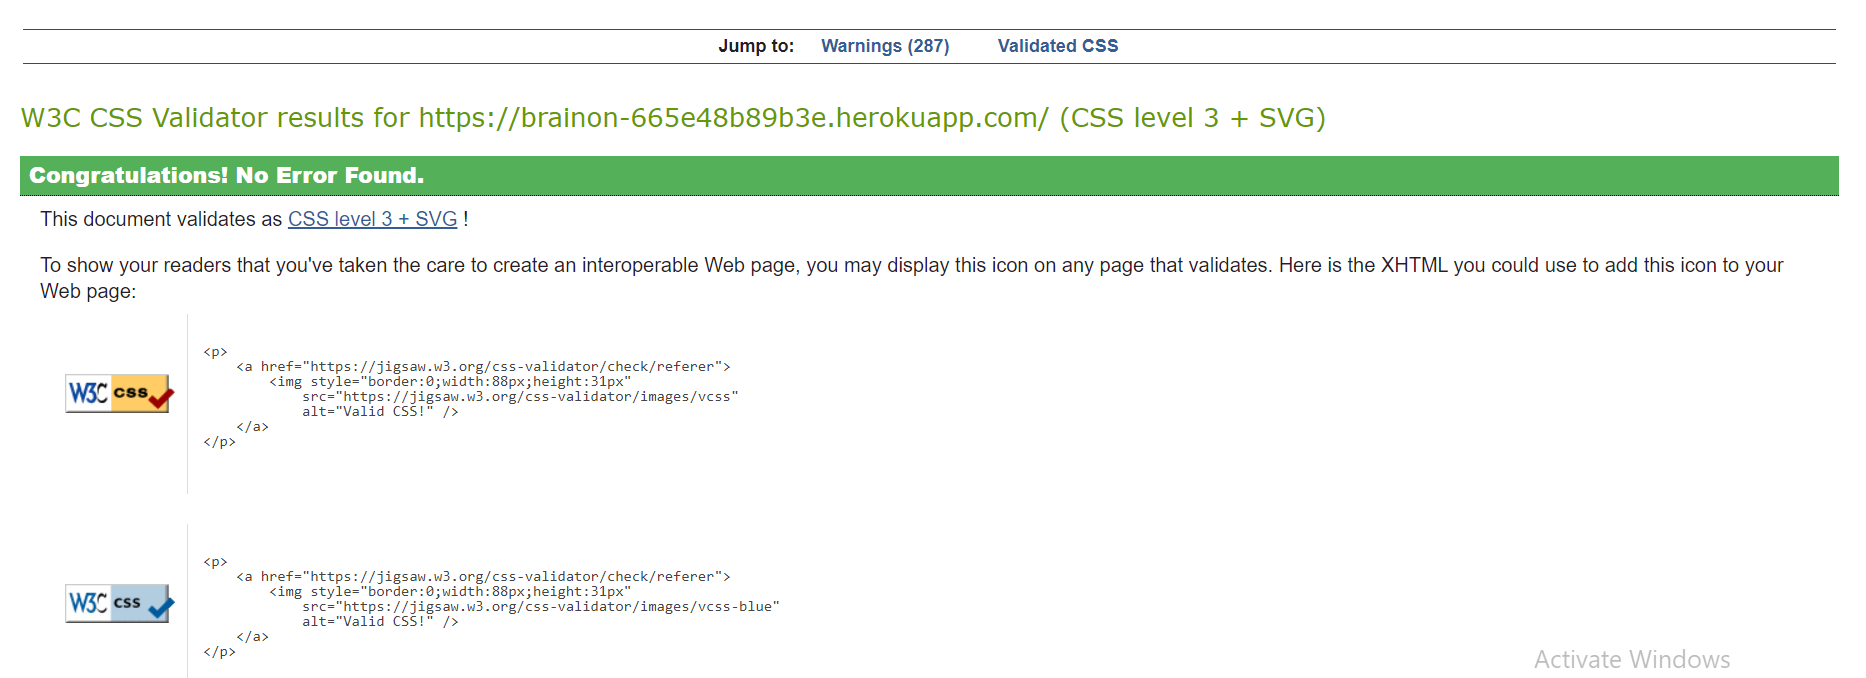 Jump to: Warnings (287) Validated CSS
W3C CSS Validator results for https://brainon-665e48b89b3e.herokuapp.com/ (CSS level 3 + SVG)
Congratulations! No Error Found.
This document validates as CSS level 3 + SVG !
To show your readers that you've taken the care to create an interoperable Web page, you may display this icon on any page that validates. Here is the XHTML you could use to add this icon to your
Web page:
W3C css
<p>
    <a href="https://jigsaw.w3.org/css-validator/check/referer">
        <img style="border:0;width:88px;height:31px"
            src="https://jigsaw.w3.org/css-validator/images/vcss"
            alt="Valid CSS!" />
    </a>
</p>
W3C css
<p>
    <a href="https://jigsaw.w3.org/css-validator/check/referer">
        <img style="border:0;width:88px;height:31px"
            src="https://jigsaw.w3.org/css-validator/images/vcss-blue"
            alt="Valid CSS!" />
    </a>
</p>
Activate Windows